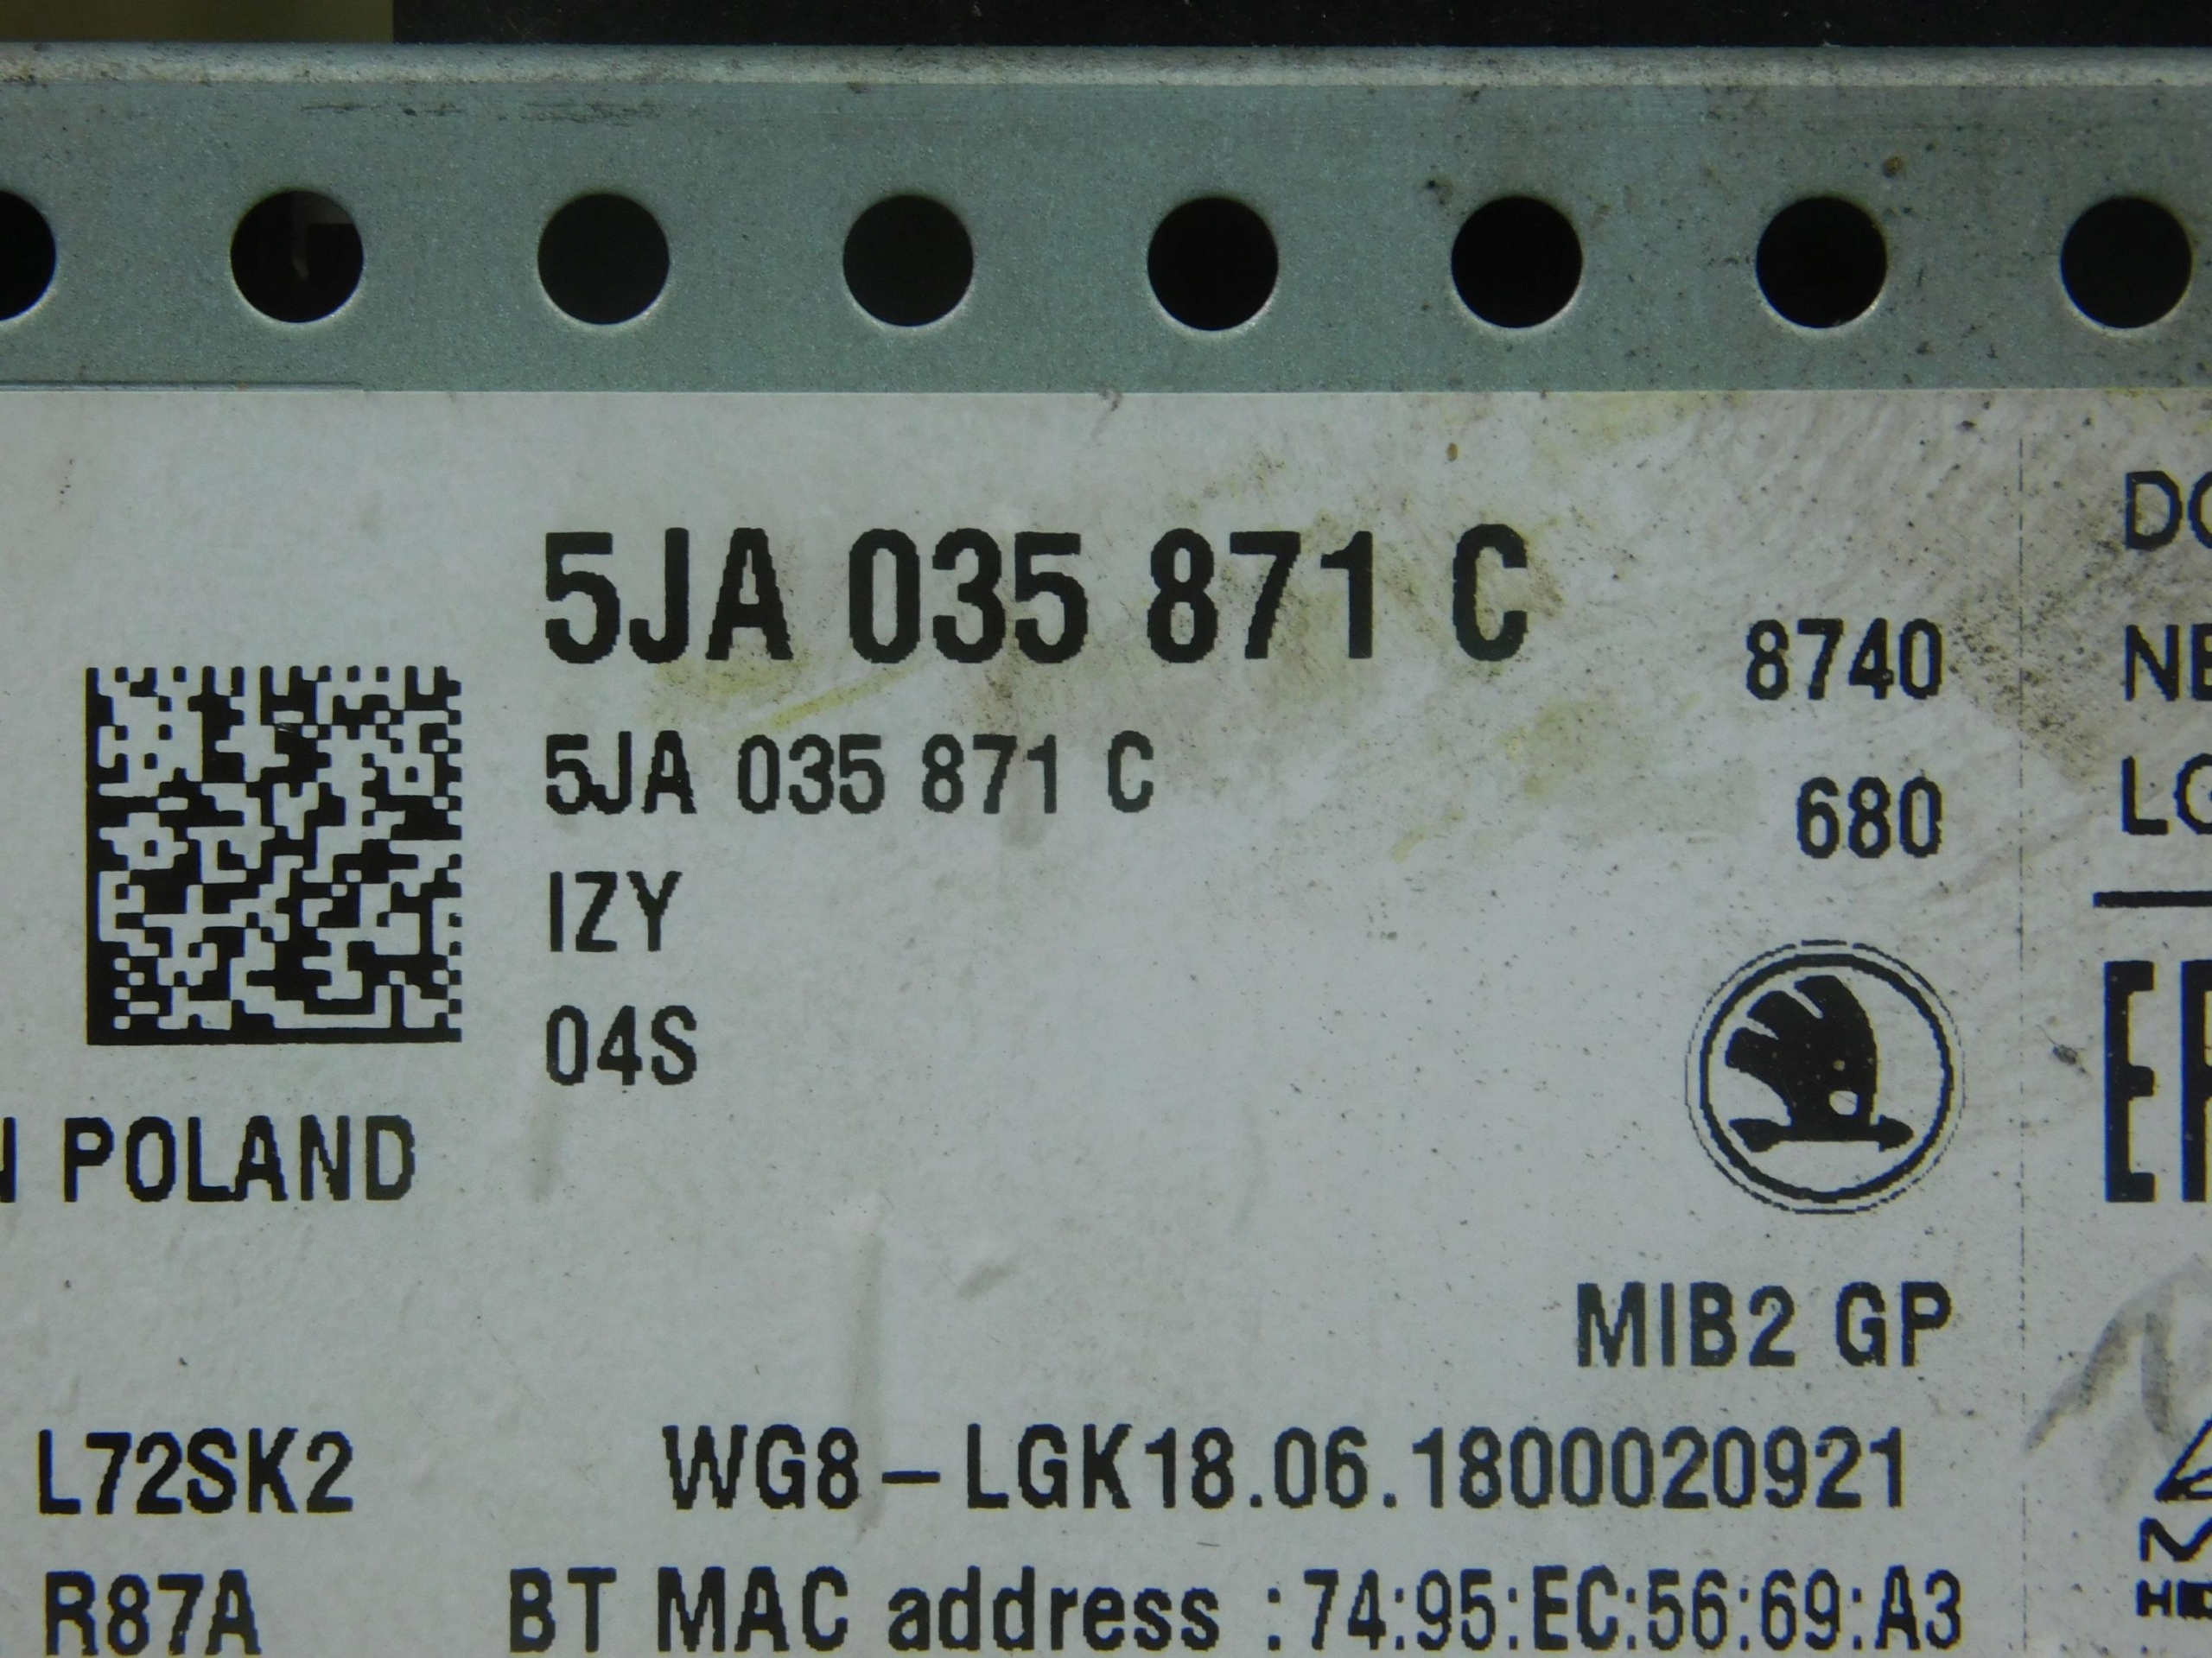 5JA 035 871 C
8740
5JA 035 871 C
680
IZY
04S
POLAND
MIB2 GP
L72SK2
WG8-LGK18.06.1800020921
R87A
BT MAC address :74:95:EC:56:69:A3